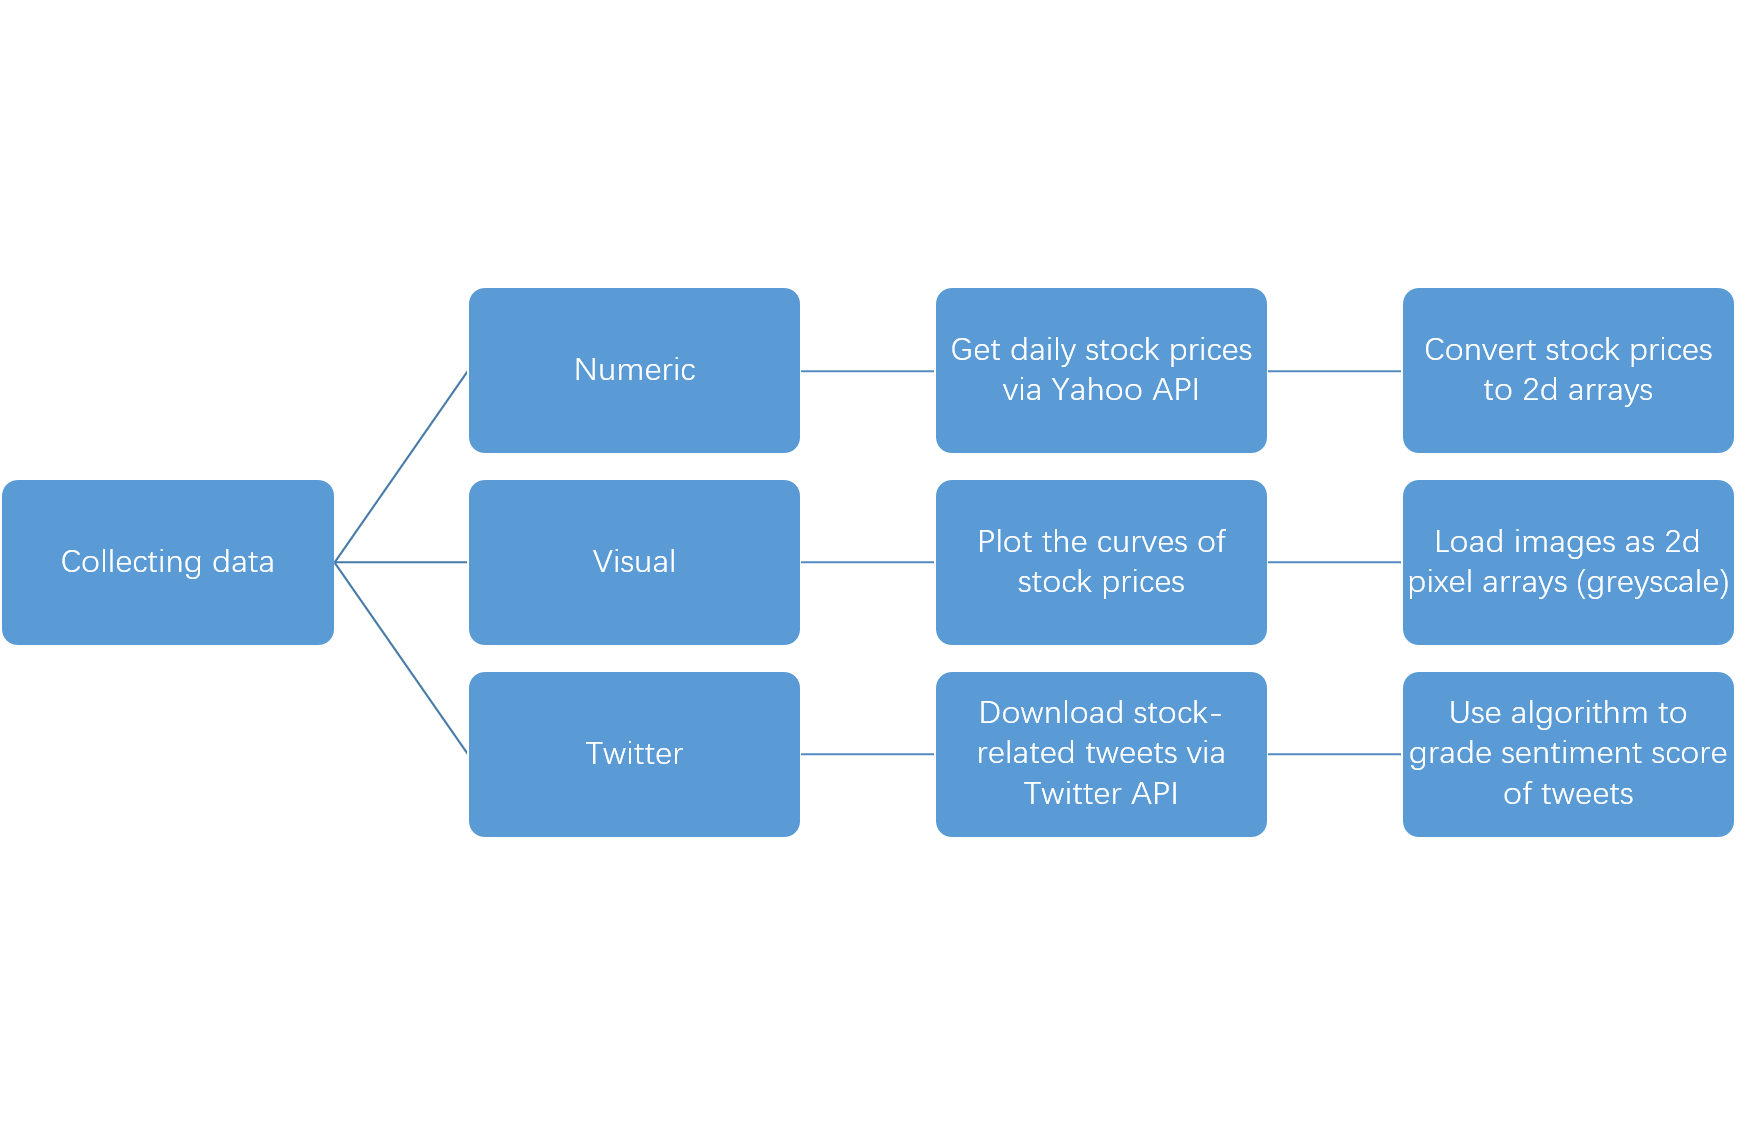 Collecting data
Numeric
Get daily stock prices
via Yahoo API
Convert stock prices
to 2d arrays
Visual
Plot the curves of
stock prices
Load images as 2d
pixel arrays (greyscale)
Twitter
Download stock-
related tweets via
Twitter API
Use algorithm to
grade sentiment score
of tweets